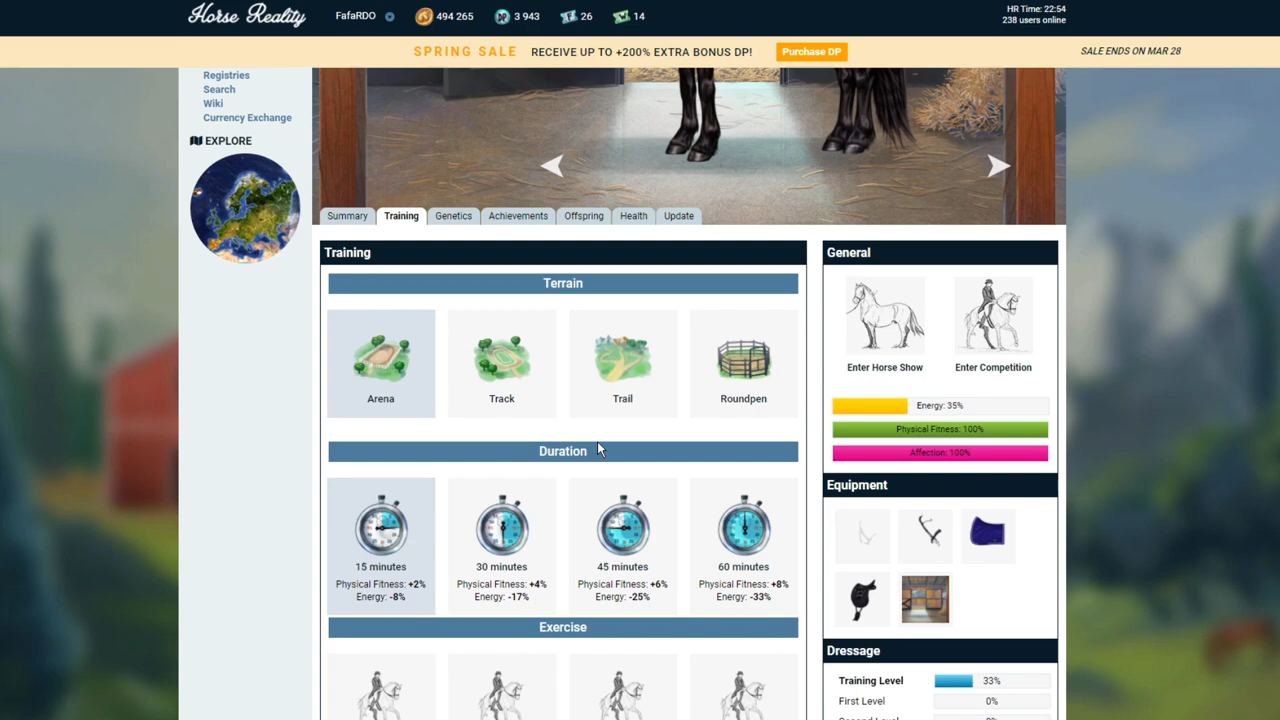 Horse Reality
FafaRDO
494 265
3 943
26
14
HR Time: 22:54
238 users online
SPRING SALE RECEIVE UP TO +200% EXTRA BONUS DP! Purchase DP
SALE ENDS ON MAR 28
Registries
Search
Wiki
Currency Exchange
EXPLORE
Summary
Training
Genetics
Achievements
Offspring
Health
Update
Training
Terrain
Arena
Track
Trail
Roundpen
Duration
15 minutes
Physical Fitness: +2%
Energy: -8%
30 minutes
Physical Fitness: +4%
Energy: -17%
45 minutes
Physical Fitness: +6%
Energy: -25%
60 minutes
Physical Fitness: +8%
Energy: -33%
Exercise
General
Enter Horse Show
Enter Competition
Energy: 35%
Physical Fitness: 100%
Affection: 100%
Equipment
Dressage
Training Level 33%
First Level 0%